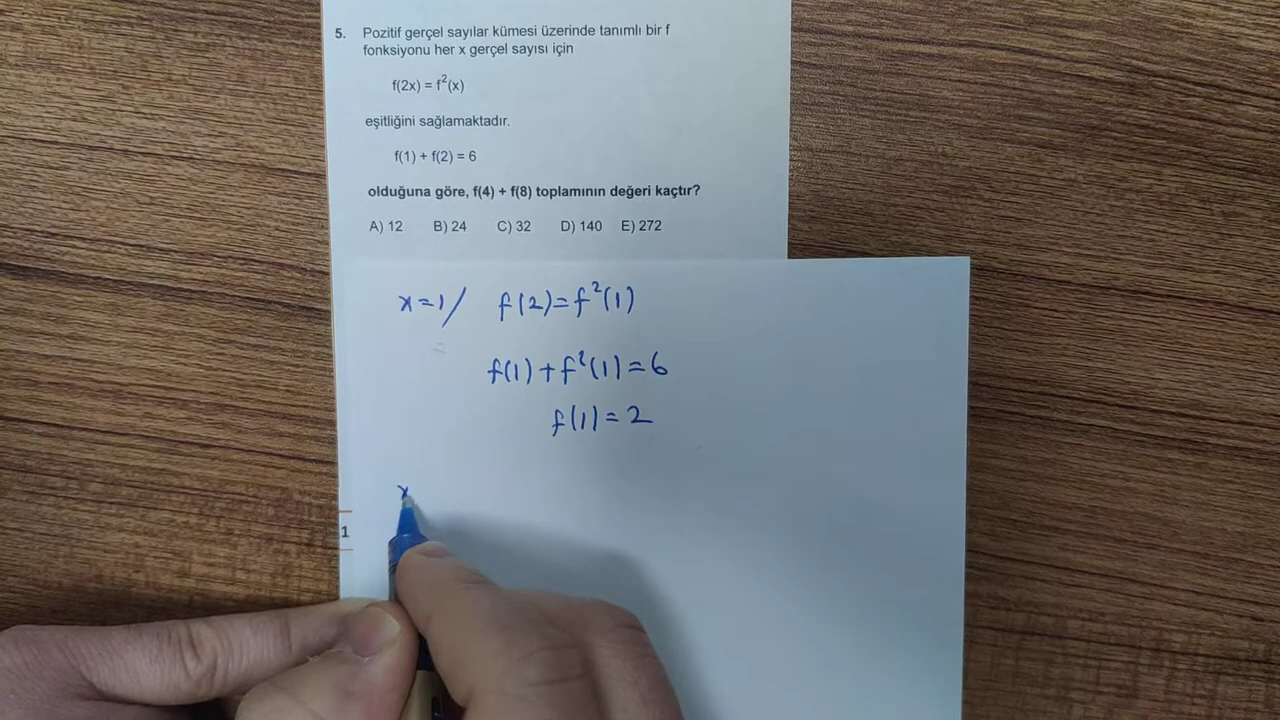 5. Pozitif gerçel sayılar kümesi üzerinde tanımlı bir f
fonksiyonu her x gerçel sayısı için
f(2x) = f²(x)
eşitliğini sağlamaktadır.
f(1) + f(2) = 6
olduğuna göre, f(4) + f(8) toplamının değeri kaçtır?
A) 12 B) 24 C) 32 D) 140 E) 272
x=1/ f(2)=f²(1)
f(1)+f²(1)=6
f(1)=2
x
1